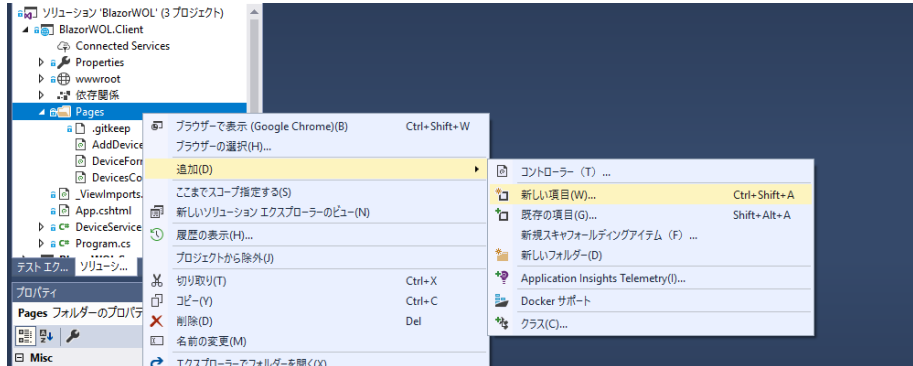 ソリューション 'BlazorWOL' (3 プロジェクト)
BlazorWOL.Client
Connected Services
Properties
wwwroot
依存関係
Pages
.gitkeep
AddDevice
DeviceFor
DevicesCo
_ViewImports.
App.cshtml
DeviceService
C# Program.cs
テスト エク...
ソリューシ...
プロパティ
Pages フォルダーのプロパテ
Misc
ブラウザーで表示 (Google Chrome)(B) Ctrl+Shift+W
ブラウザーの選択(H)...
追加(D)
ここまでスコープ指定する(S)
新しいソリューション エクスプローラーのビュー(N)
履歴の表示(H)...
プロジェクトから除外(J)
切り取り(T) Ctrl+X
コピー(Y) Ctrl+C
削除(D) Del
名前の変更(M)
エクスプローラーでフォルダーを開く(X)
コントローラー (T) ...
新しい項目(W)... Ctrl+Shift+A
既存の項目(G)... Shift+Alt+A
新規スキャフォールディングアイテム (F) ...
新しいフォルダー(D)
Application Insights Telemetry(I)...
Docker サポート
クラス(C)...